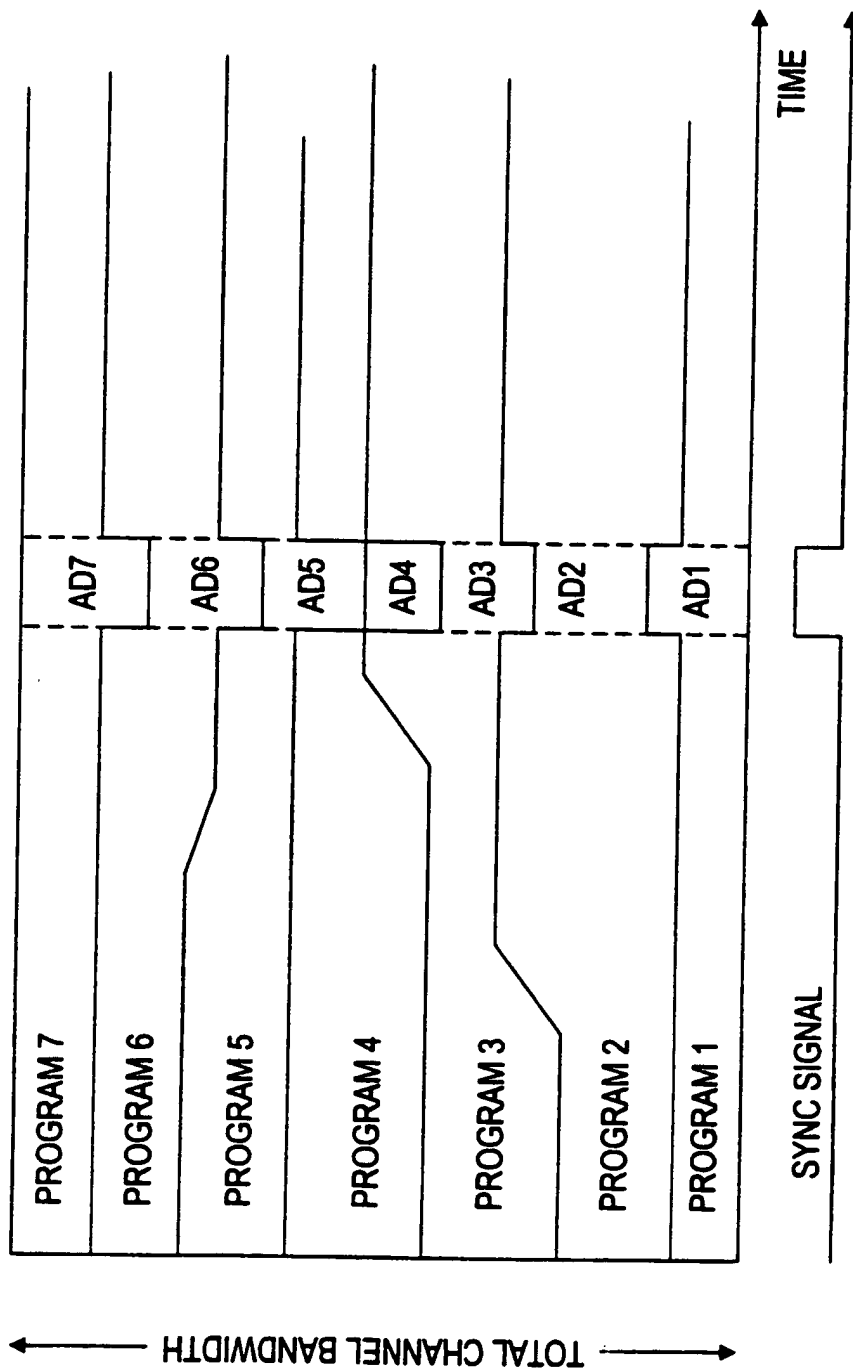 TOTAL CHANNEL BANDWIDTH
PROGRAM 7
PROGRAM 6
PROGRAM 5
PROGRAM 4
PROGRAM 3
PROGRAM 2
PROGRAM 1
AD7
AD6
AD5
AD4
AD3
AD2
AD1
TIME
SYNC SIGNAL